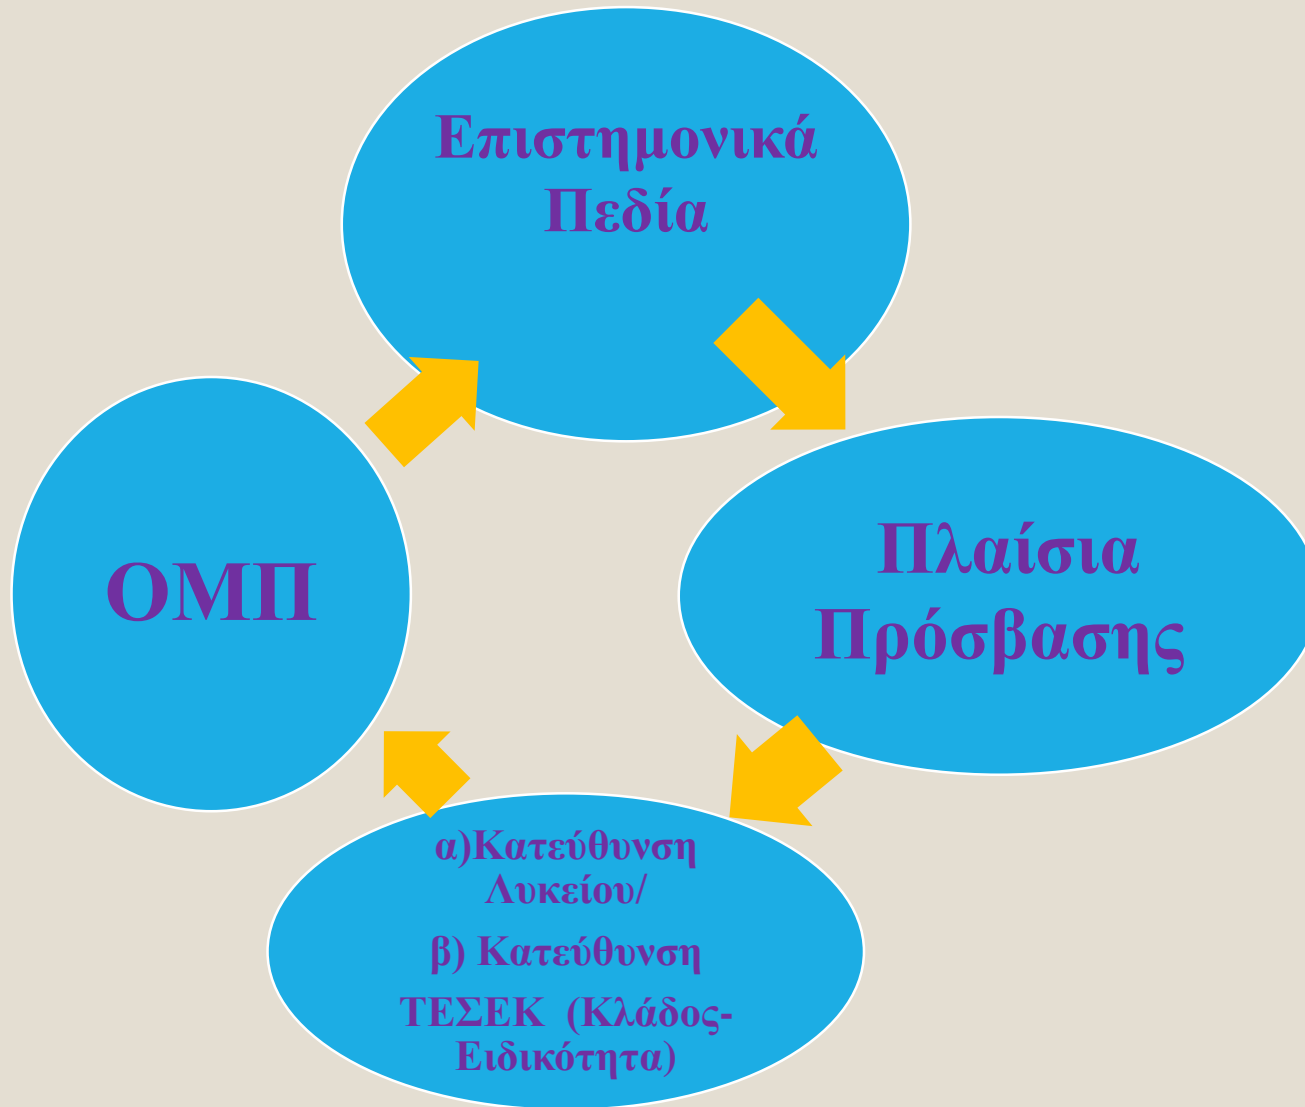 Επιστημονικά
Πεδία
Πλαίσια
Πρόσβασης
ΟΜΠ
α)Κατεύθυνση
Λυκείου/
β) Κατεύθυνση
ΤΕΣΕΚ (Κλάδος-
Ειδικότητα)